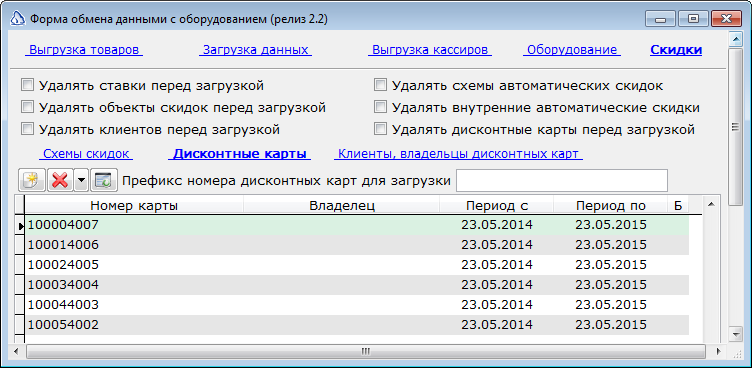 Форма обмена данными с оборудованием (релиз 2.2)
Выгрузка товаров Загрузка данных Выгрузка кассиров Оборудование Скидки
Удалять ставки перед загрузкой Удалять схемы автоматических скидок
Удалять объекты скидок перед загрузкой Удалять внутренние автоматические скидки
Удалять клиентов перед загрузкой Удалять дисконтные карты перед загрузкой
Схемы скидок Дисконтные карты Клиенты, владельцы дисконтных карт
Префикс номера дисконтных карт для загрузки
Номер карты Владелец Период с Период по Б
100004007 23.05.2014 23.05.2015
100014006 23.05.2014 23.05.2015
100024005 23.05.2014 23.05.2015
100034004 23.05.2014 23.05.2015
100044003 23.05.2014 23.05.2015
100054002 23.05.2014 23.05.2015